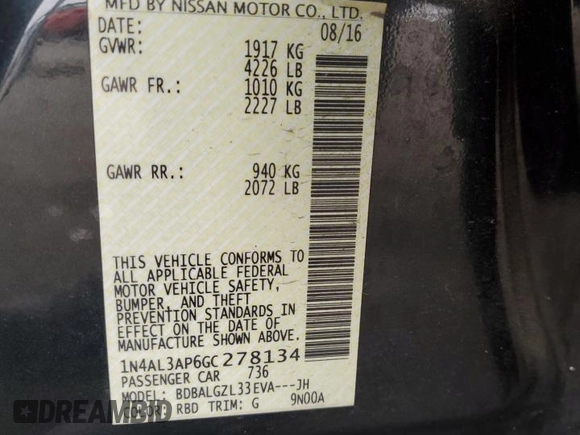 MFD BY NISSAN MOTOR CO., LTD.
DATE: 08/16
GVWR: 1917 KG
4226 LB
GAWR FR.: 1010 KG
2227 LB
GAWR RR.: 940 KG
2072 LB
THIS VEHICLE CONFORMS TO
ALL APPLICABLE FEDERAL
MOTOR VEHICLE SAFETY,
BUMPER, AND THEFT
PREVENTION STANDARDS IN
EFFECT ON THE DATE OF
MANUFACTURE SHOWN ABOVE.
1N4AL3AP6GC278134
PASSENGER CAR 736
MODEL: BDBALGZL33EVA---JH
COLOR: RBD TRIM: G 9N00A
DREAMBID